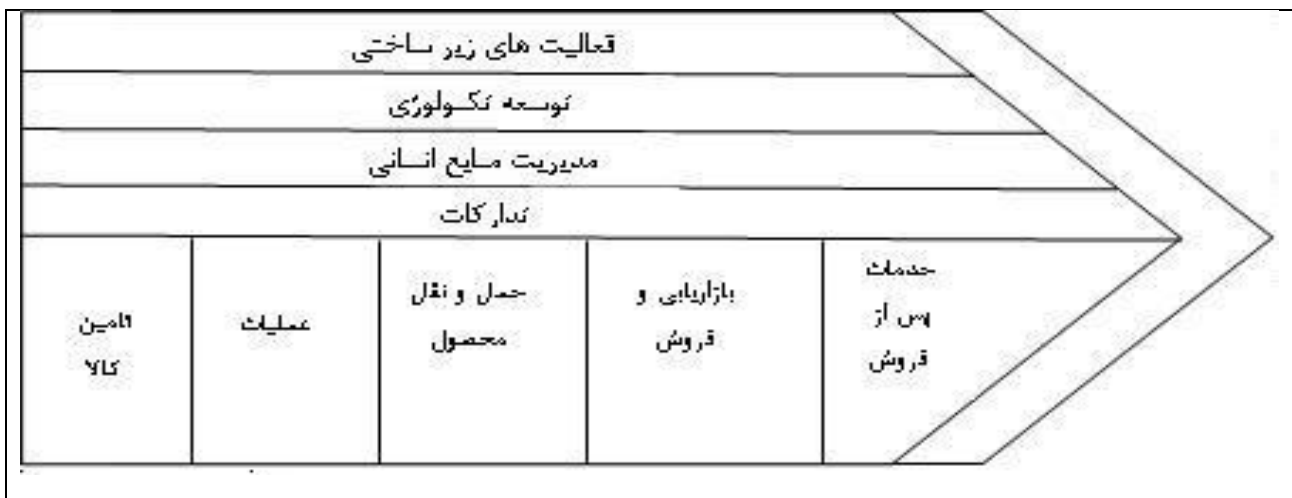 فعالیت های زیر ساختی
توسعه تکنولوژی
مدیریت منابع انسانی
تدارکات
خدمات
پس از
فروش
بازاریابی و
فروش
حمل و نقل
محصول
عملیات
تامین
کالا